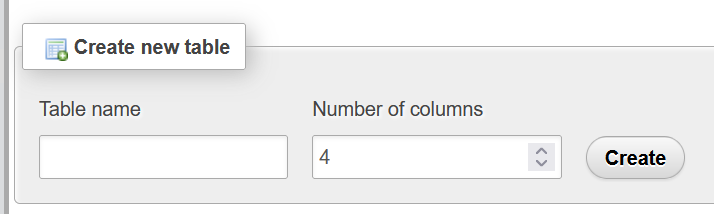 Create new table
Table name
Number of columns
4
Create